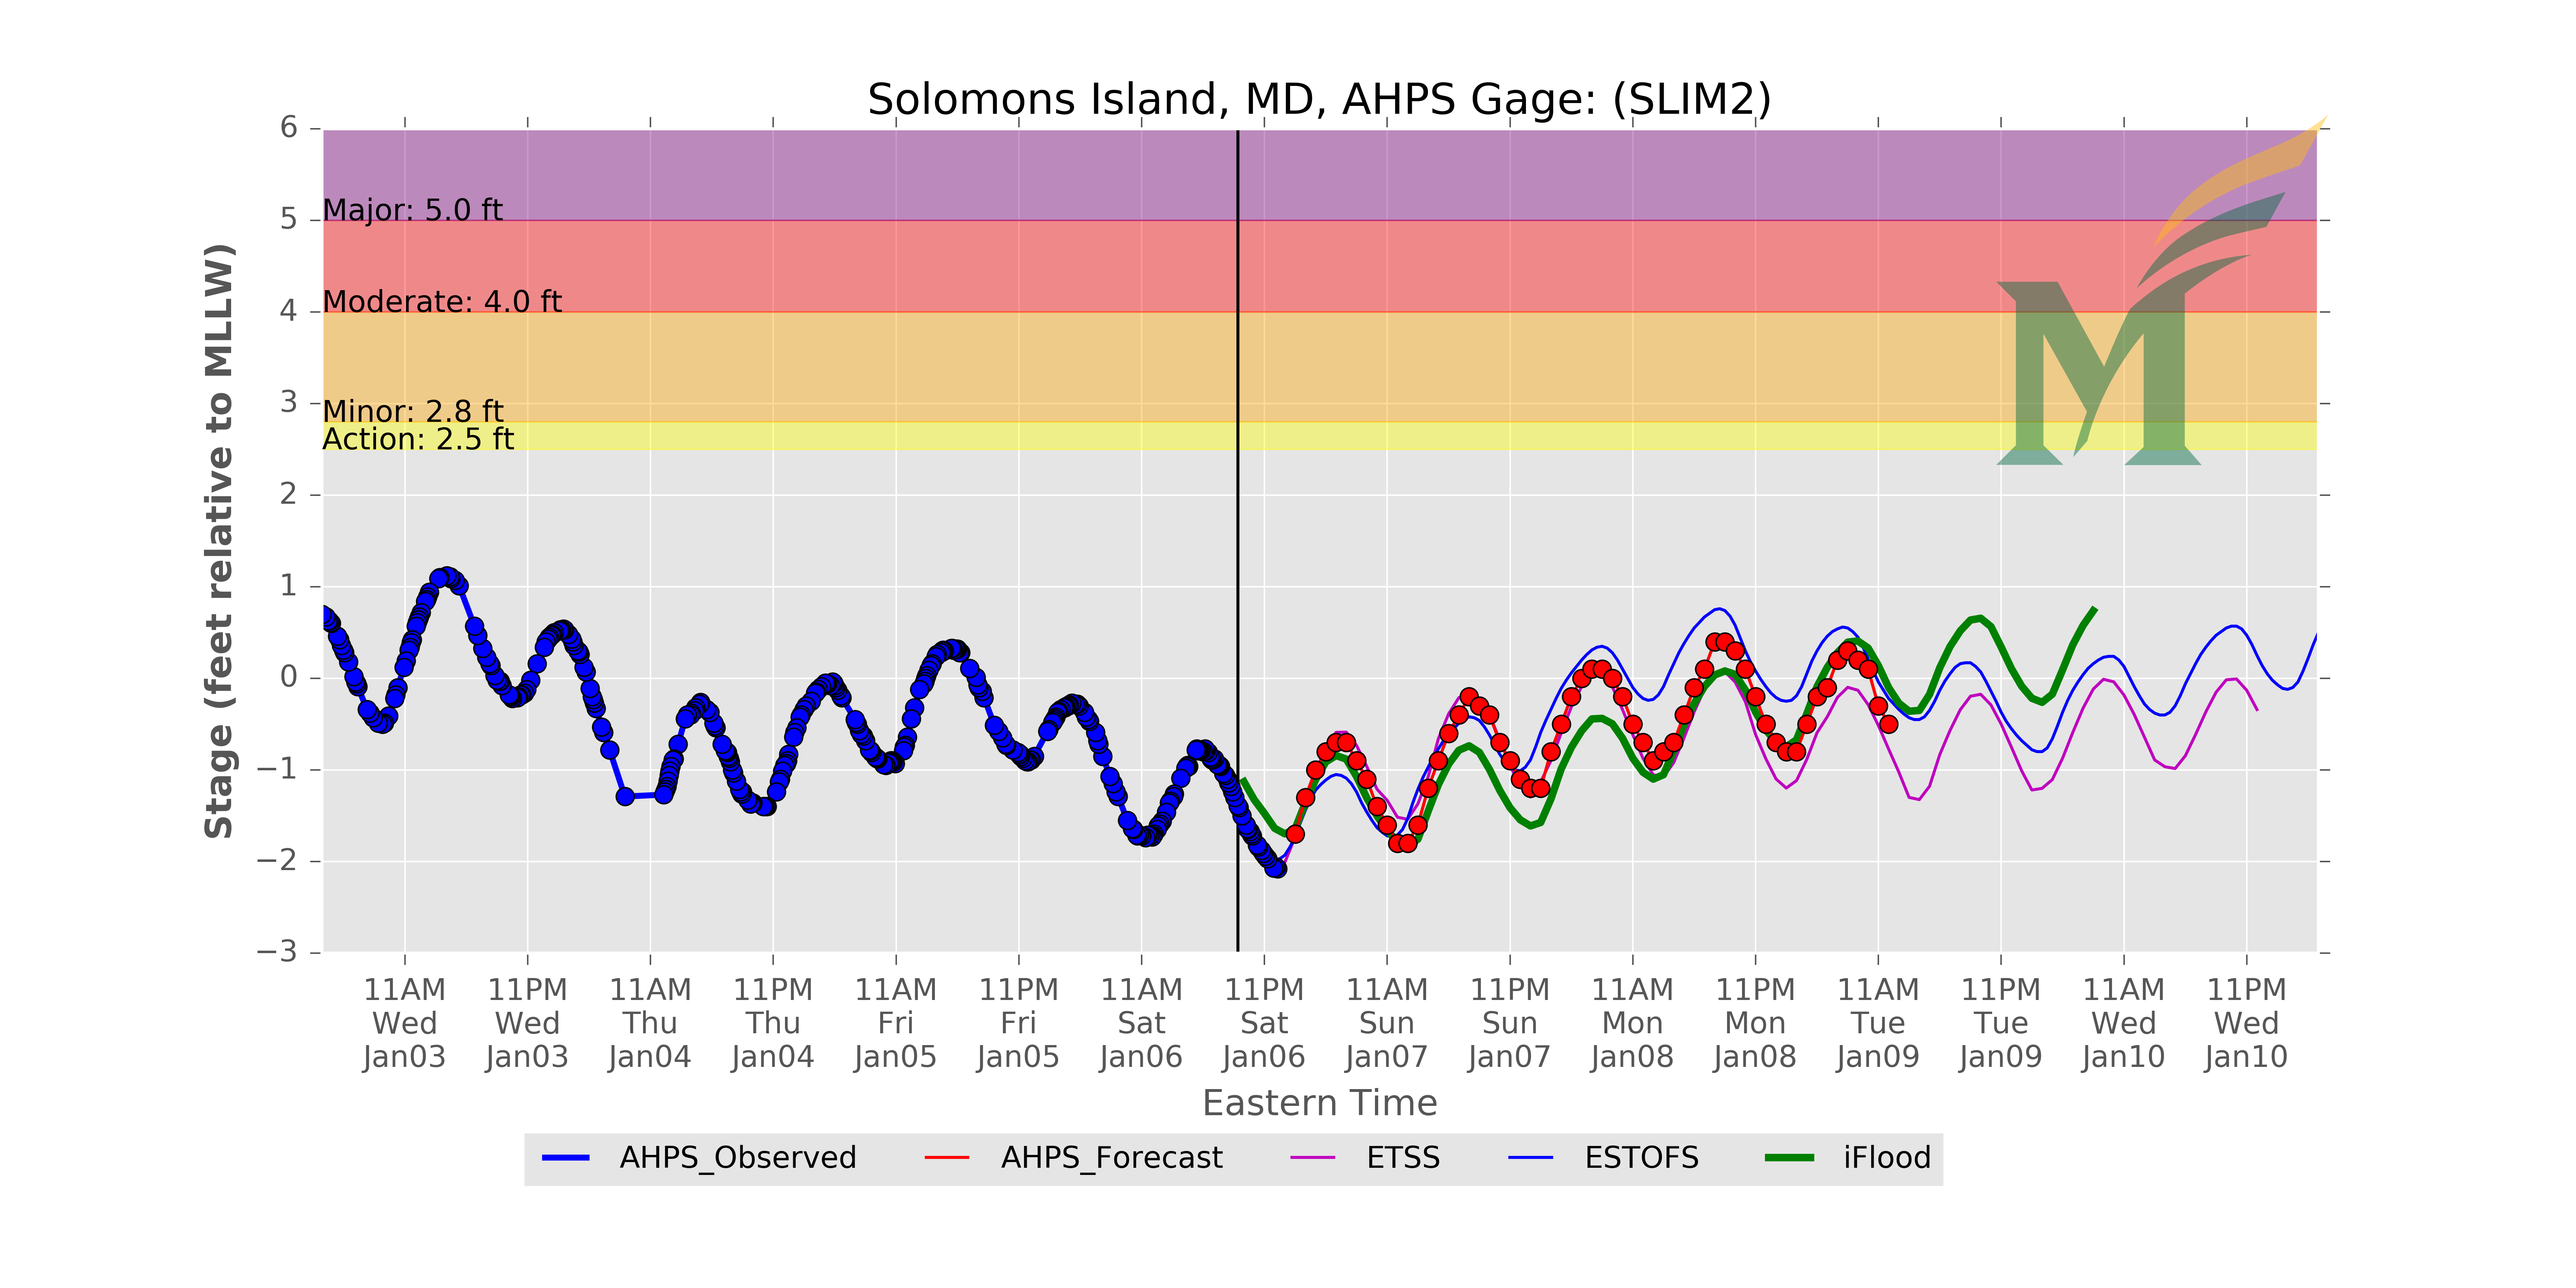 Solomons Island, MD, AHPS Gage: (SLIM2)
Stage (feet relative to MLLW)
6
5
4
3
2
1
0
−1
−2
−3
Major: 5.0 ft
Moderate: 4.0 ft
Minor: 2.8 ft
Action: 2.5 ft
M
11AM 11PM 11AM 11PM 11AM 11PM 11AM 11PM 11AM 11PM 11AM 11PM 11AM 11PM 11AM 11PM
Wed Wed Thu Thu Fri Fri Sat Sat Sun Sun Mon Mon Tue Tue Wed Wed
Jan03 Jan03 Jan04 Jan04 Jan05 Jan05 Jan06 Jan06 Jan07 Jan07 Jan08 Jan08 Jan09 Jan09 Jan10 Jan10
Eastern Time
AHPS_Observed AHPS_Forecast ETSS ESTOFS iFlood